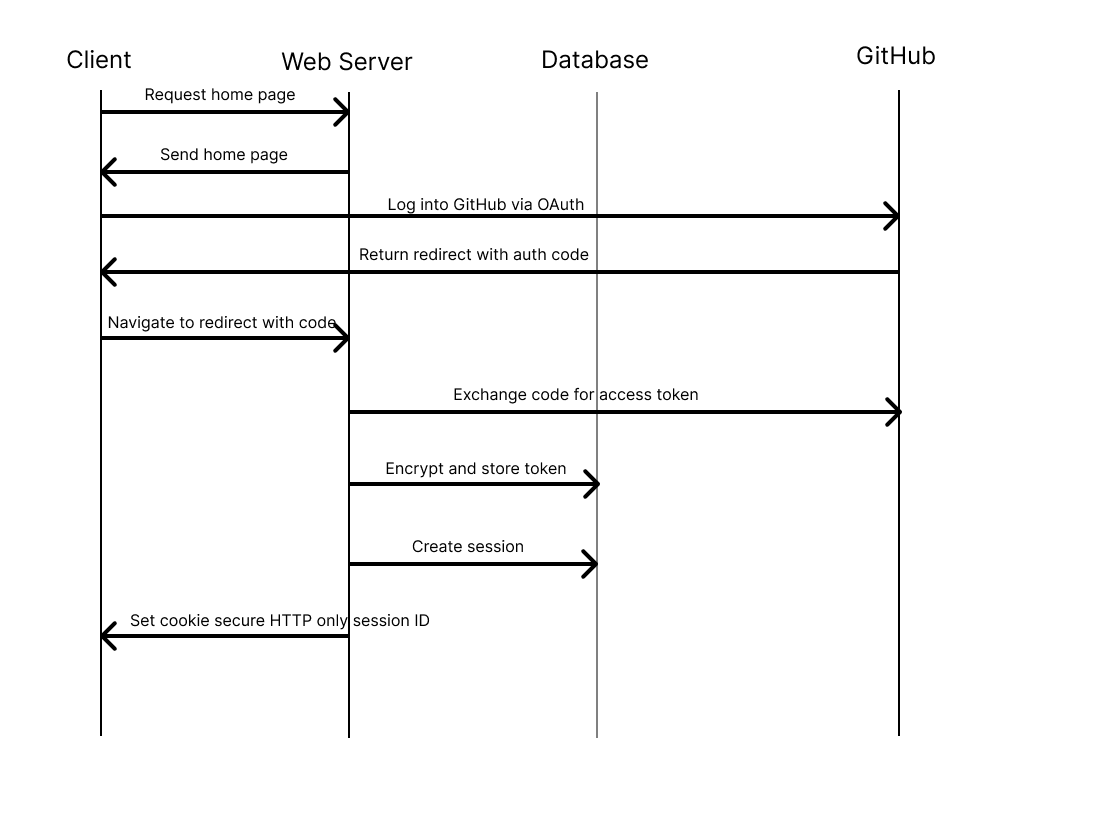 Client
Web Server
Database
GitHub
Request home page
Send home page
Log into GitHub via OAuth
Return redirect with auth code
Navigate to redirect with code
Exchange code for access token
Encrypt and store token
Create session
Set cookie secure HTTP only session ID